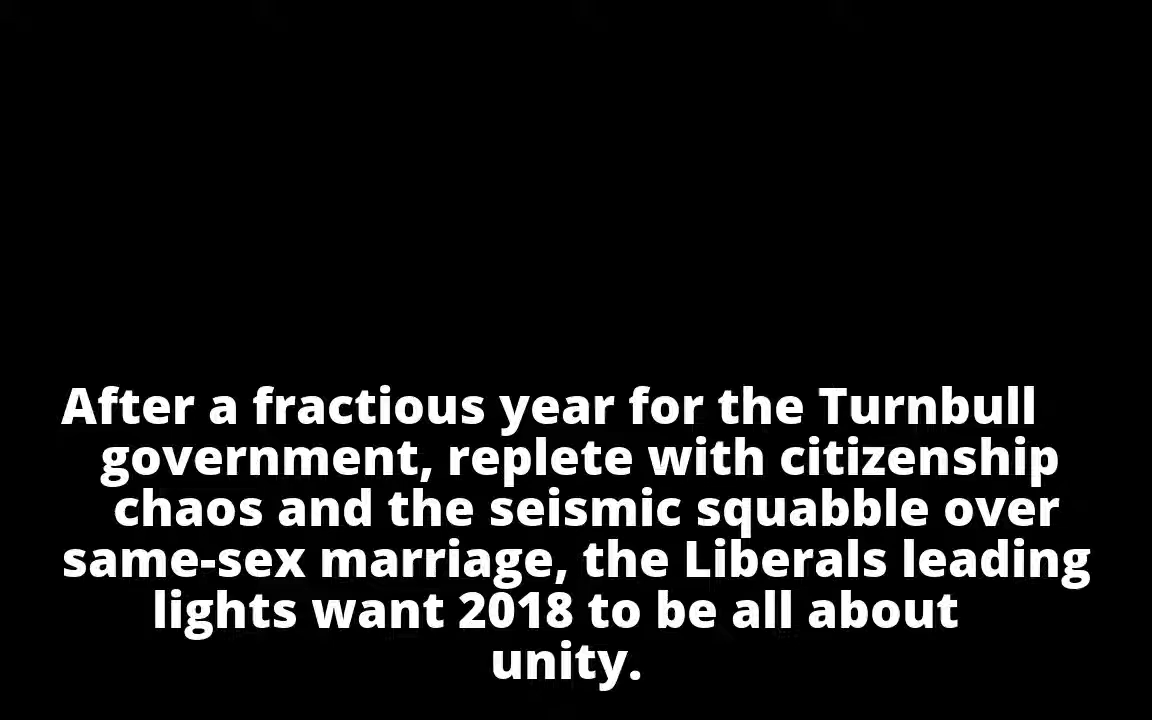 After a fractious year for the Turnbull
government, replete with citizenship
chaos and the seismic squabble over
same-sex marriage, the Liberals leading
lights want 2018 to be all about
unity.